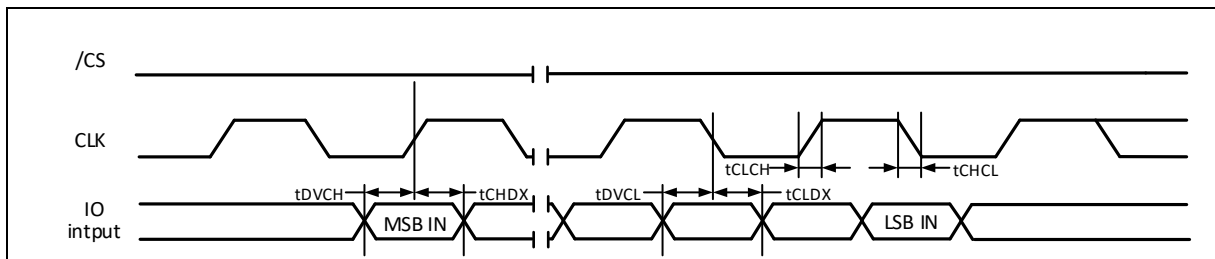 /CS
CLK
tCLCH
tCHCL
tDVCH
tCHDX
tDVCL
tCLDX
IO
intput
MSB IN
LSB IN